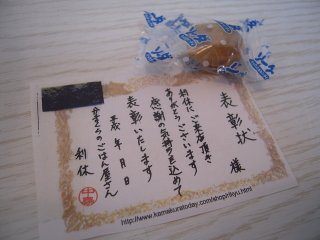 表彰状
様
利休にご来店頂き
ありがとうございます
感謝の気持を込めて
表彰いたします
平成 年 月 日
かまくらのごはん屋さん
利休
http://www.kamakuratoday.com/shop/rikyu.html